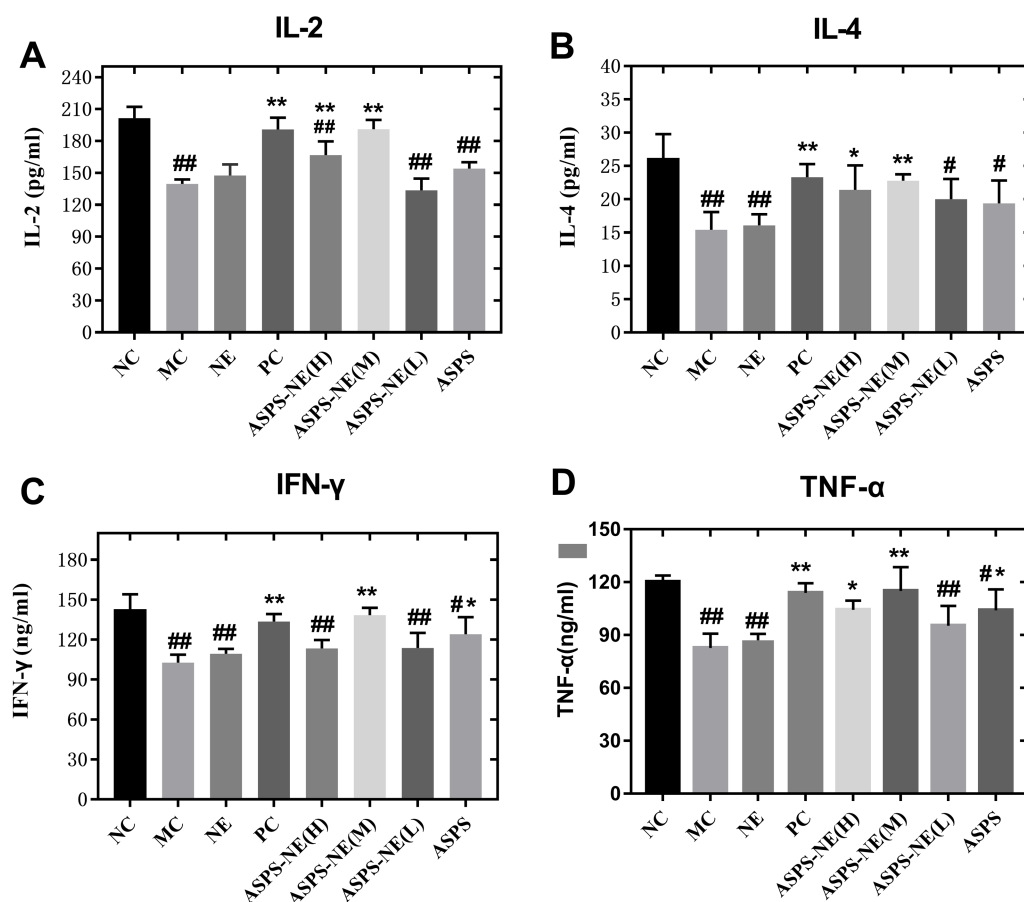 A
IL-2
IL-2 (pg/ml)
240
210
180
150
120
90
60
30
0
##
**
**
##
**
##
##
NC
MC
NE
PC
ASPS-NE(H)
ASPS-NE(M)
ASPS-NE(L)
ASPS
B
IL-4
IL-4 (pg/ml)
40
35
30
25
20
15
10
5
0
##
##
**
*
**
#
#
NC
MC
NE
PC
ASPS-NE(H)
ASPS-NE(M)
ASPS-NE(L)
ASPS
C
IFN-γ
IFN-γ (ng/ml)
180
150
120
90
60
30
0
##
##
**
##
**
##
#*
NC
MC
NE
PC
ASPS-NE(H)
ASPS-NE(M)
ASPS-NE(L)
ASPS
D
TNF-α
TNF-α(ng/ml)
150
120
90
60
30
0
##
##
**
*
**
##
#*
NC
MC
NE
PC
ASPS-NE(H)
ASPS-NE(M)
ASPS-NE(L)
ASPS